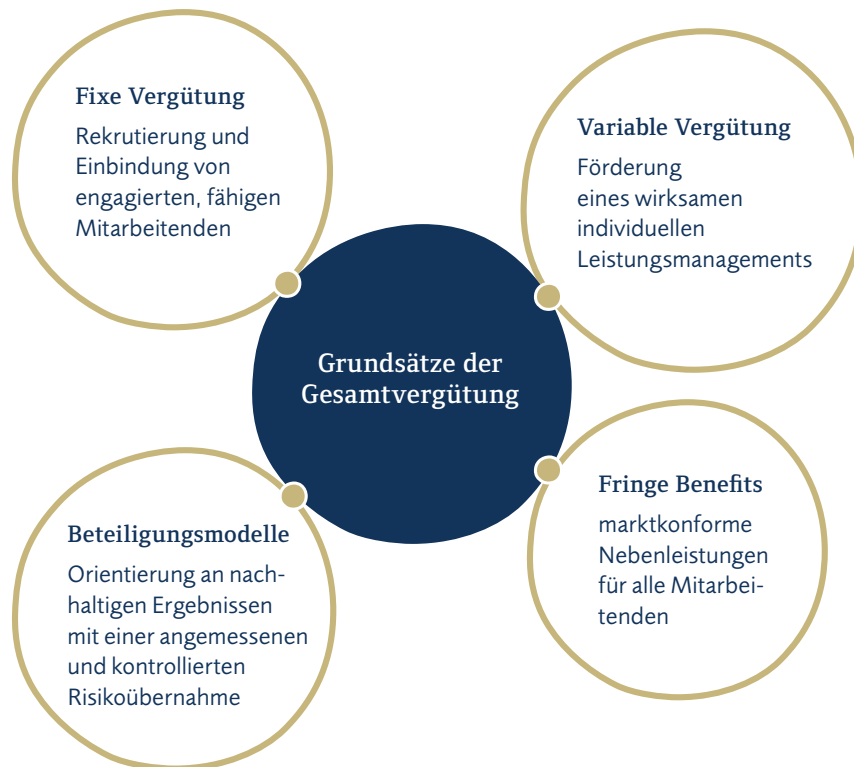 Fixe Vergütung
Rekrutierung und
Einbindung von
engagierten, fähigen
Mitarbeitenden
Variable Vergütung
Förderung
eines wirksamen
individuellen
Leistungsmanagements
Grundsätze der
Gesamtvergütung
Beteiligungsmodelle
Orientierung an nach-
haltigen Ergebnissen
mit einer angemessenen
und kontrollierten
Risikoübernahme
Fringe Benefits
marktkonforme
Nebenleistungen
für alle Mitarbei-
tenden